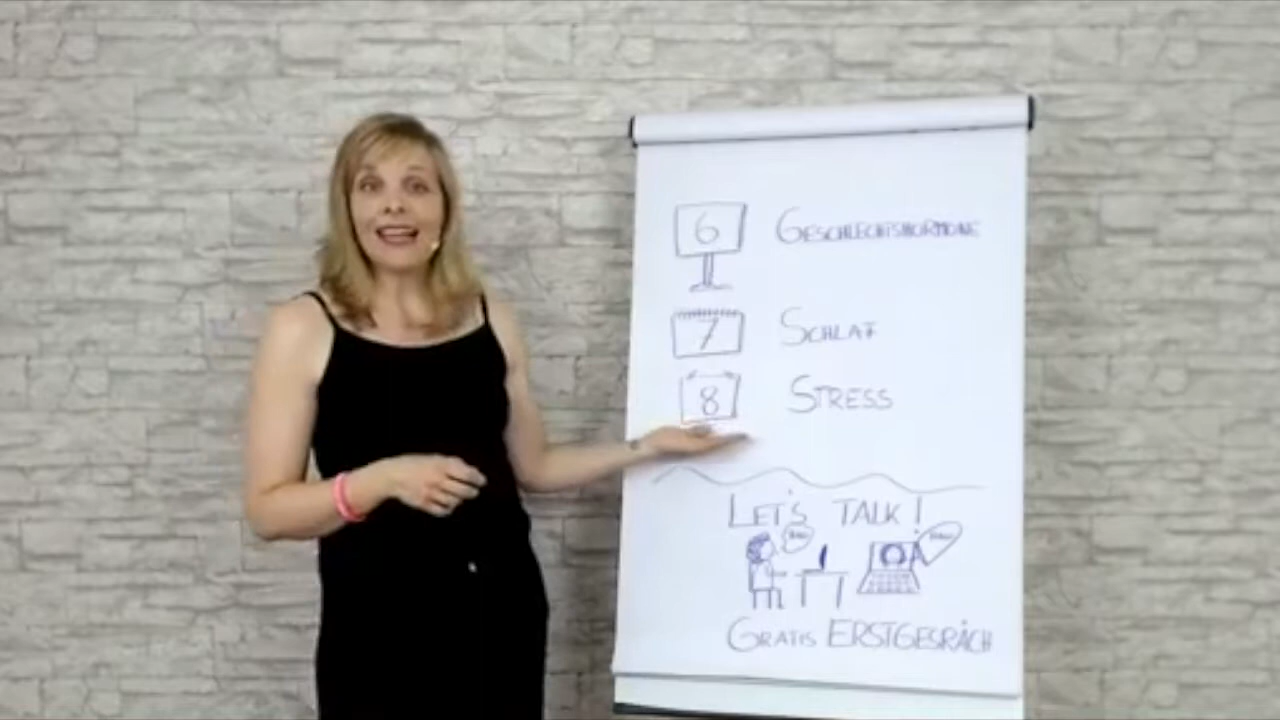 6 GESCHLECHTSHORMONE
7 SCHLAF
8 STRESS
LET'S TALK!
GRATIS ERSTGESPRÄCH